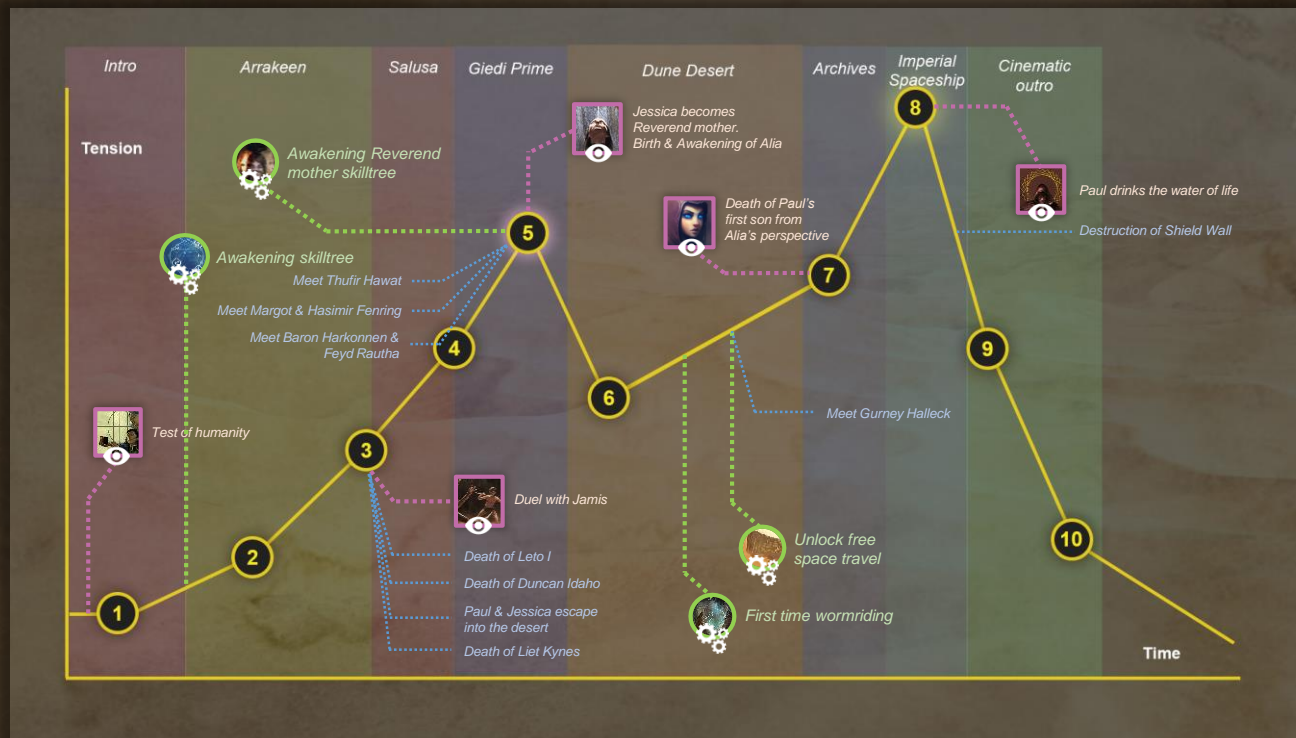 Intro
Arrakeen
Salusa
Giedi Prime
Dune Desert
Archives
Imperial
Spaceship
Cinematic
outro
Tension
8
Jessica becomes
Reverend mother.
Birth & Awakening of Alia
Awakening Reverend
mother skilltree
Paul drinks the water of life
Death of Paul's
first son from
Alia's perspective
Destruction of Shield Wall
5
Awakening skilltree
Meet Thufir Hawat
7
Meet Margot & Hasimir Fenring
Meet Baron Harkonnen &
Feyd Rautha
4
9
6
Meet Gurney Halleck
Test of humanity
3
Duel with Jamis
Death of Leto I
Death of Duncan Idaho
Paul & Jessica escape
into the desert
Death of Liet Kynes
2
10
Unlock free
space travel
1
First time wormriding
Time